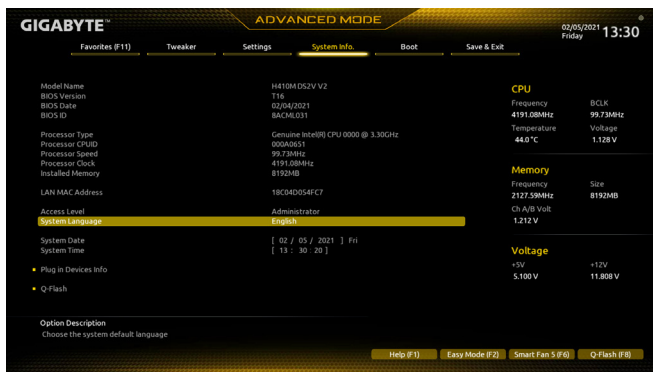 GIGABYTE™
ADVANCED MODE
02/05/2021
Friday
13:30
Favorites (F11) Tweaker Settings System Info. Boot Save & Exit
Model Name H410M DS2V V2
BIOS Version T16
BIOS Date 02/04/2021
BIOS ID 8ACML031
Processor Type Genuine Intel(R) CPU 0000 @ 3.30GHz
Processor CPUID 000A0651
Processor Speed 99.73MHz
Processor Clock 4191.08MHz
Installed Memory 8192MB
LAN MAC Address 18C04D054FC7
Access Level Administrator
System Language English
System Date [ 02 / 05 / 2021 ] Fri
System Time [ 13 : 30 : 20 ]
Plug in Devices Info
Q-Flash
CPU
Frequency BCLK
4191.08MHz 99.73MHz
Temperature Voltage
44.0 °C 1.128 V
Memory
Frequency Size
2127.59MHz 8192MB
Ch A/B Volt
1.212 V
Voltage
+5V +12V
5.100 V 11.808 V
Option Description
Choose the system default language
Help (F1) Easy Mode (F2) Smart Fan 5 (F6) Q-Flash (F8)